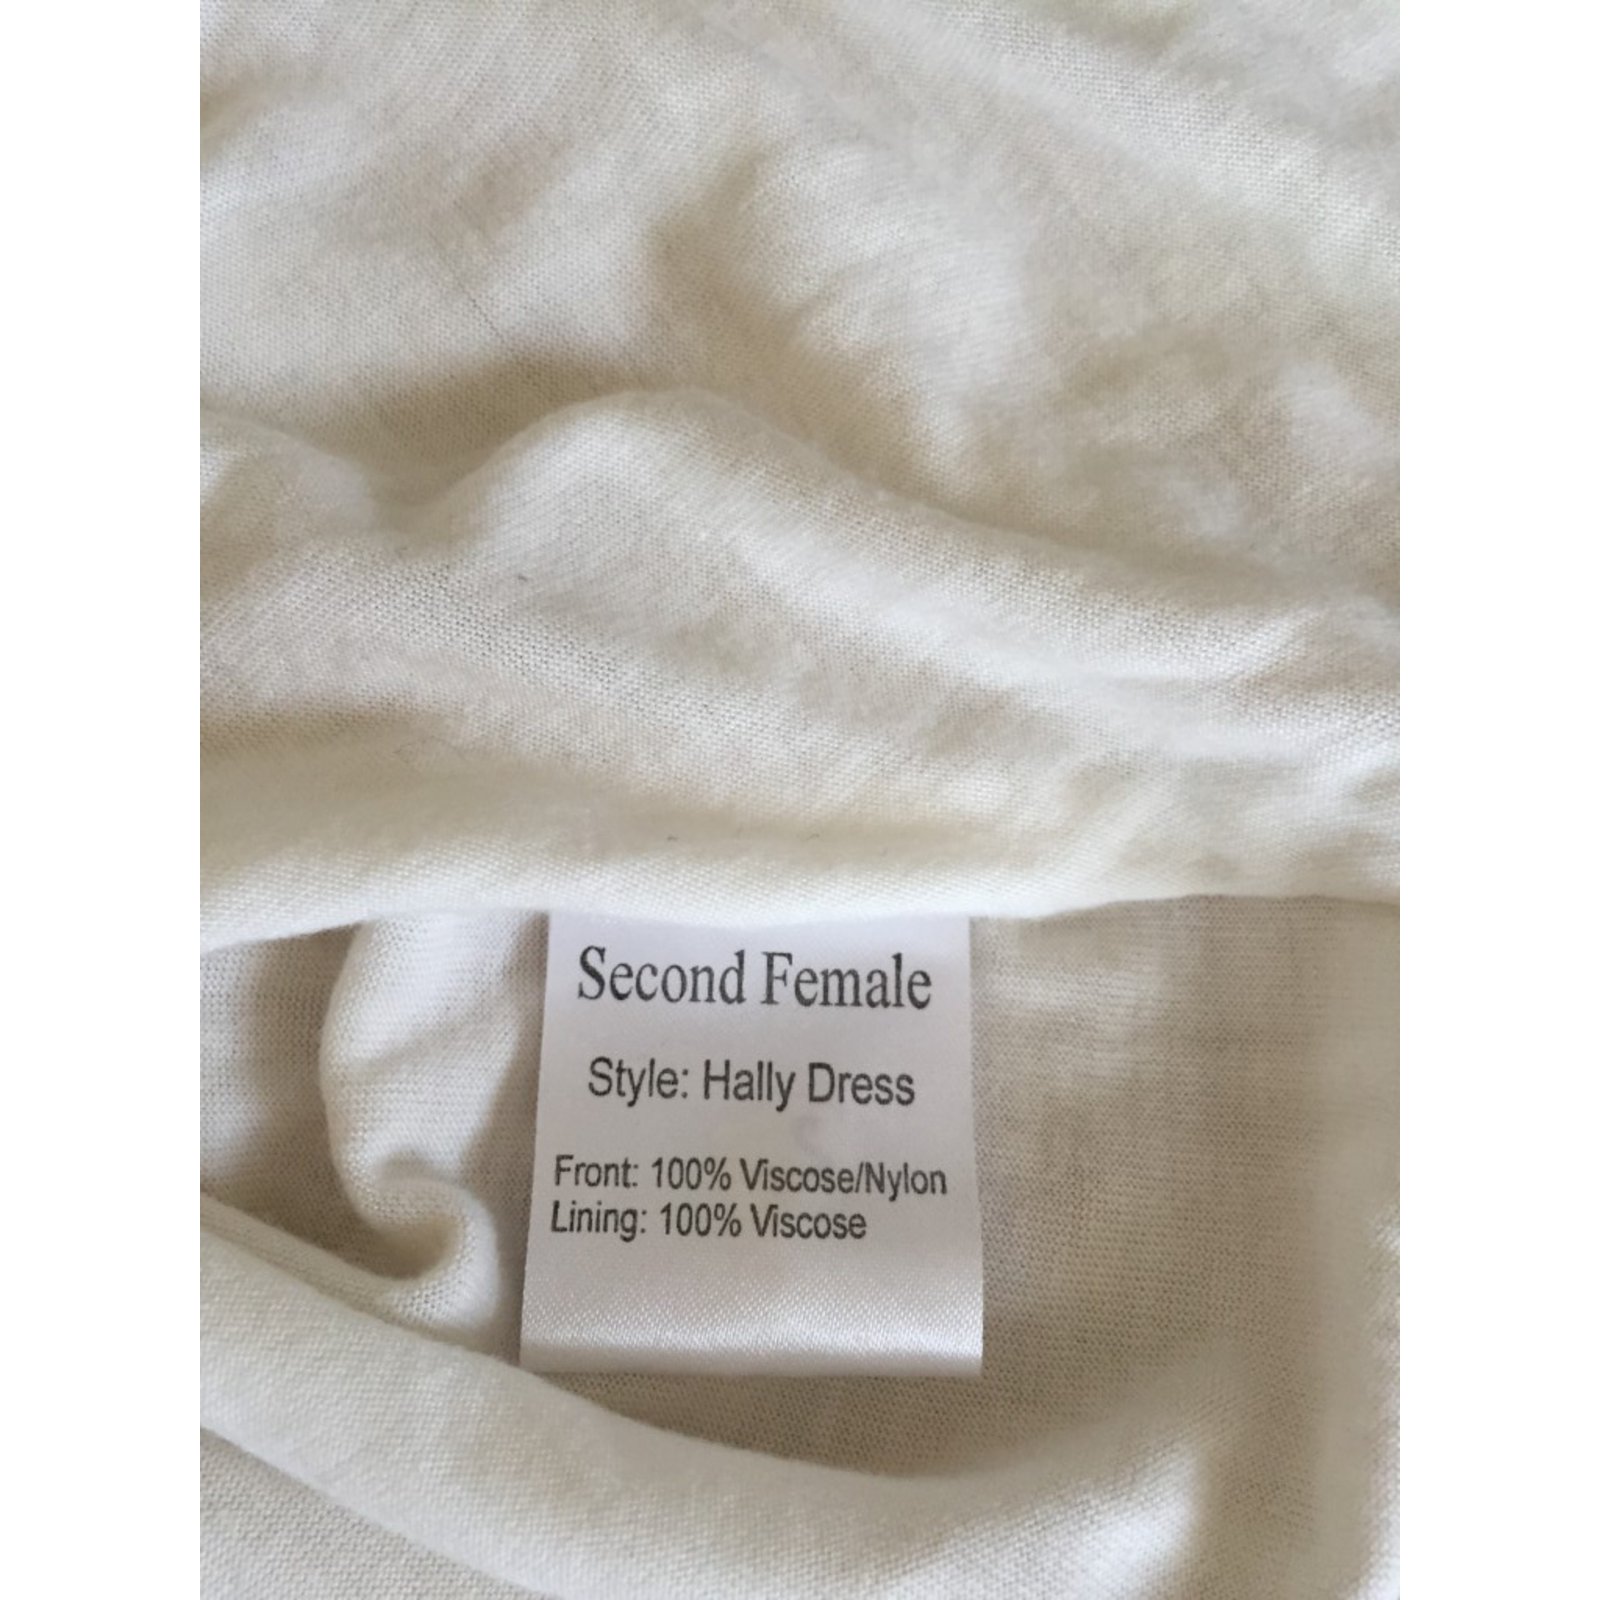 Second Female
Style: Hally Dress
Front: 100% Viscose/Nylon
Lining: 100% Viscose